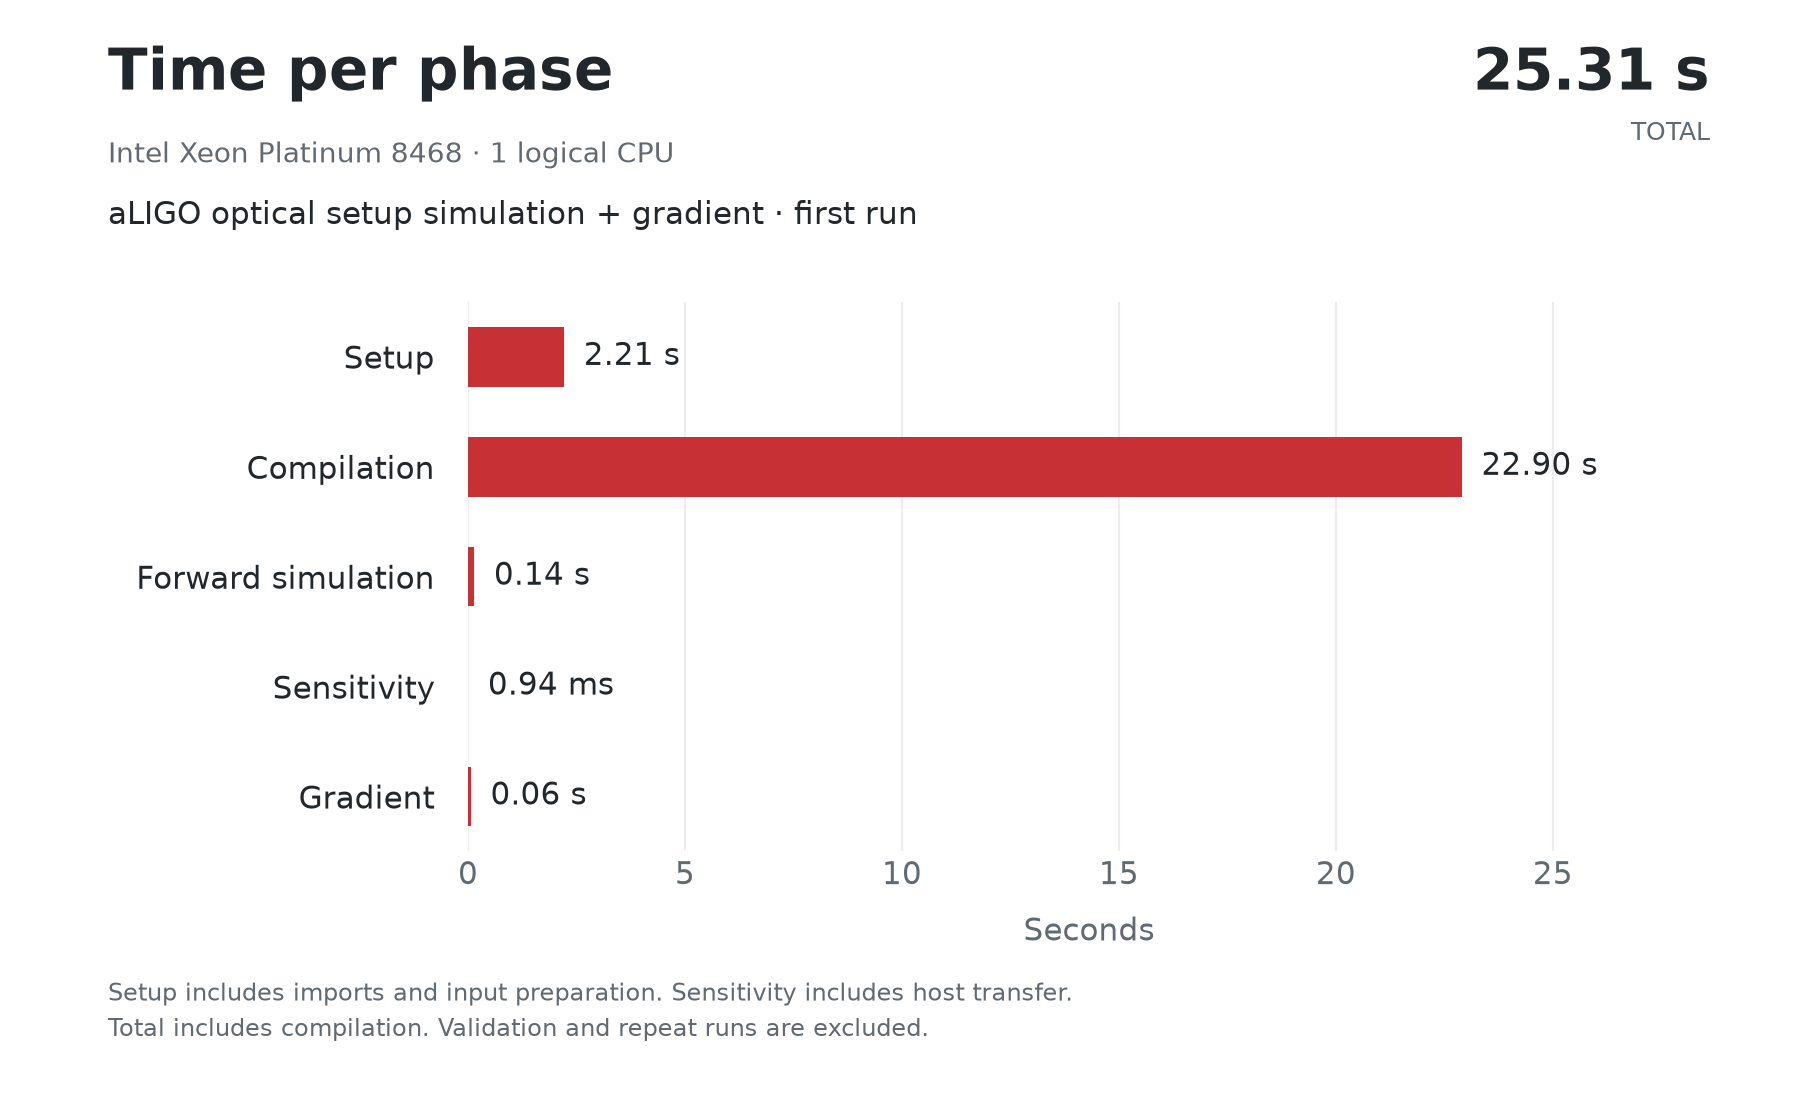 Time per phase
25.31 s
TOTAL
Intel Xeon Platinum 8468 · 1 logical CPU
aLIGO optical setup simulation + gradient · first run
Setup
2.21 s
Compilation
22.90 s
Forward simulation
0.14 s
Sensitivity
0.94 ms
Gradient
0.06 s
0 5 10 15 20 25
Seconds
Setup includes imports and input preparation. Sensitivity includes host transfer.
Total includes compilation. Validation and repeat runs are excluded.